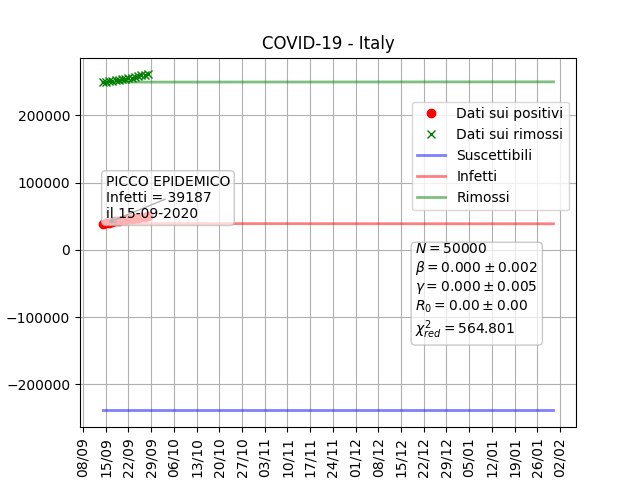 COVID-19 - Italy
200000
100000
0
−100000
−200000
Dati sui positivi
Dati sui rimossi
Suscettibili
Infetti
Rimossi
PICCO EPIDEMICO
Infetti = 39187
il 15-09-2020
N = 50000
β = 0.000 ± 0.002
γ = 0.000 ± 0.005
R₀ = 0.00 ± 0.00
χ²red = 564.801
08/09
15/09
22/09
29/09
06/10
13/10
20/10
27/10
03/11
10/11
17/11
24/11
01/12
08/12
15/12
22/12
29/12
05/01
12/01
19/01
26/01
02/02